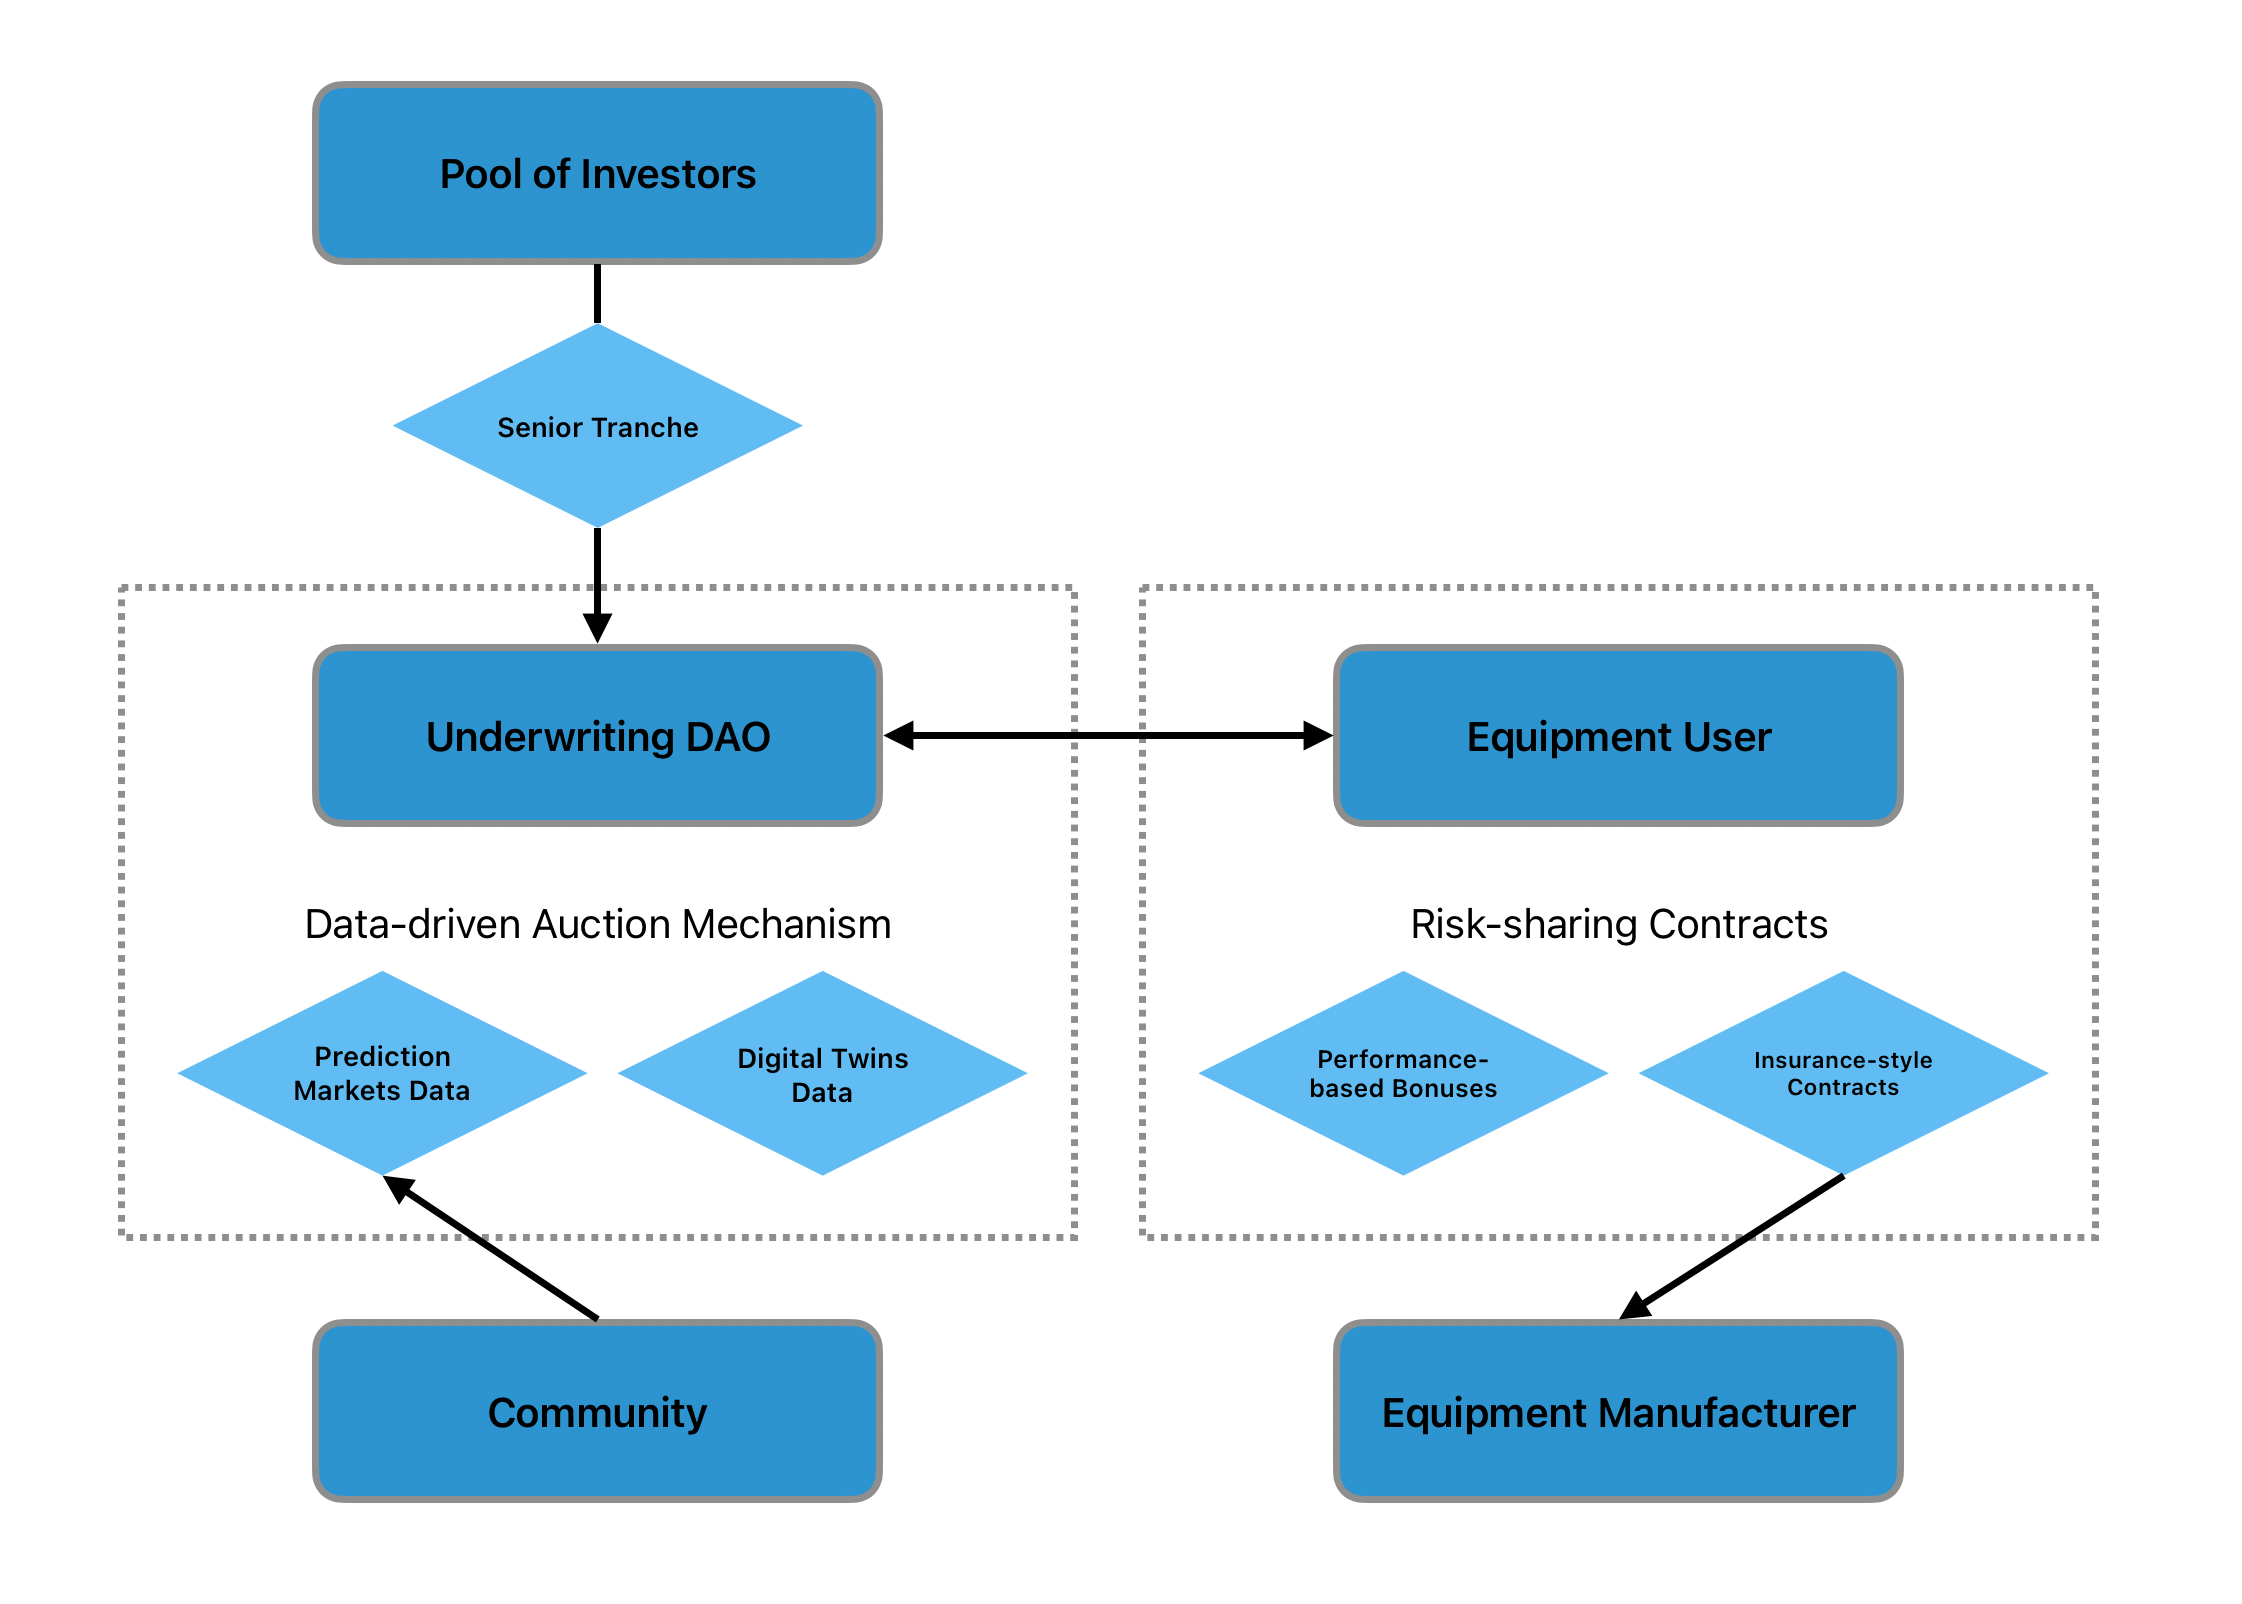 Pool of Investors
Senior Tranche
Underwriting DAO
Equipment User
Data-driven Auction Mechanism
Risk-sharing Contracts
Prediction
Markets Data
Digital Twins
Data
Performance-
based Bonuses
Insurance-style
Contracts
Community
Equipment Manufacturer